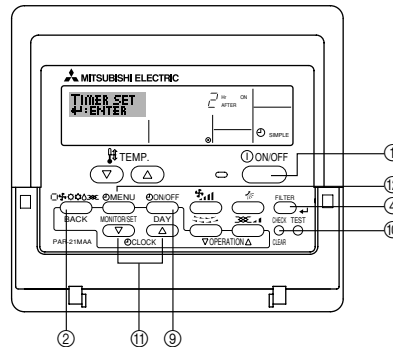 MITSUBISHI ELECTRIC
TIMER SET
↵:ENTER
2 Hr ON
AFTER
SIMPLE
TEMP.
ON/OFF
①
MENU
ON/OFF
FILTER
⑫
④
BACK
MONITOR/SET
DAY
CHECK TEST
PAR-21MAA
CLOCK
OPERATION
CLEAR
⑩
②
⑪
⑨